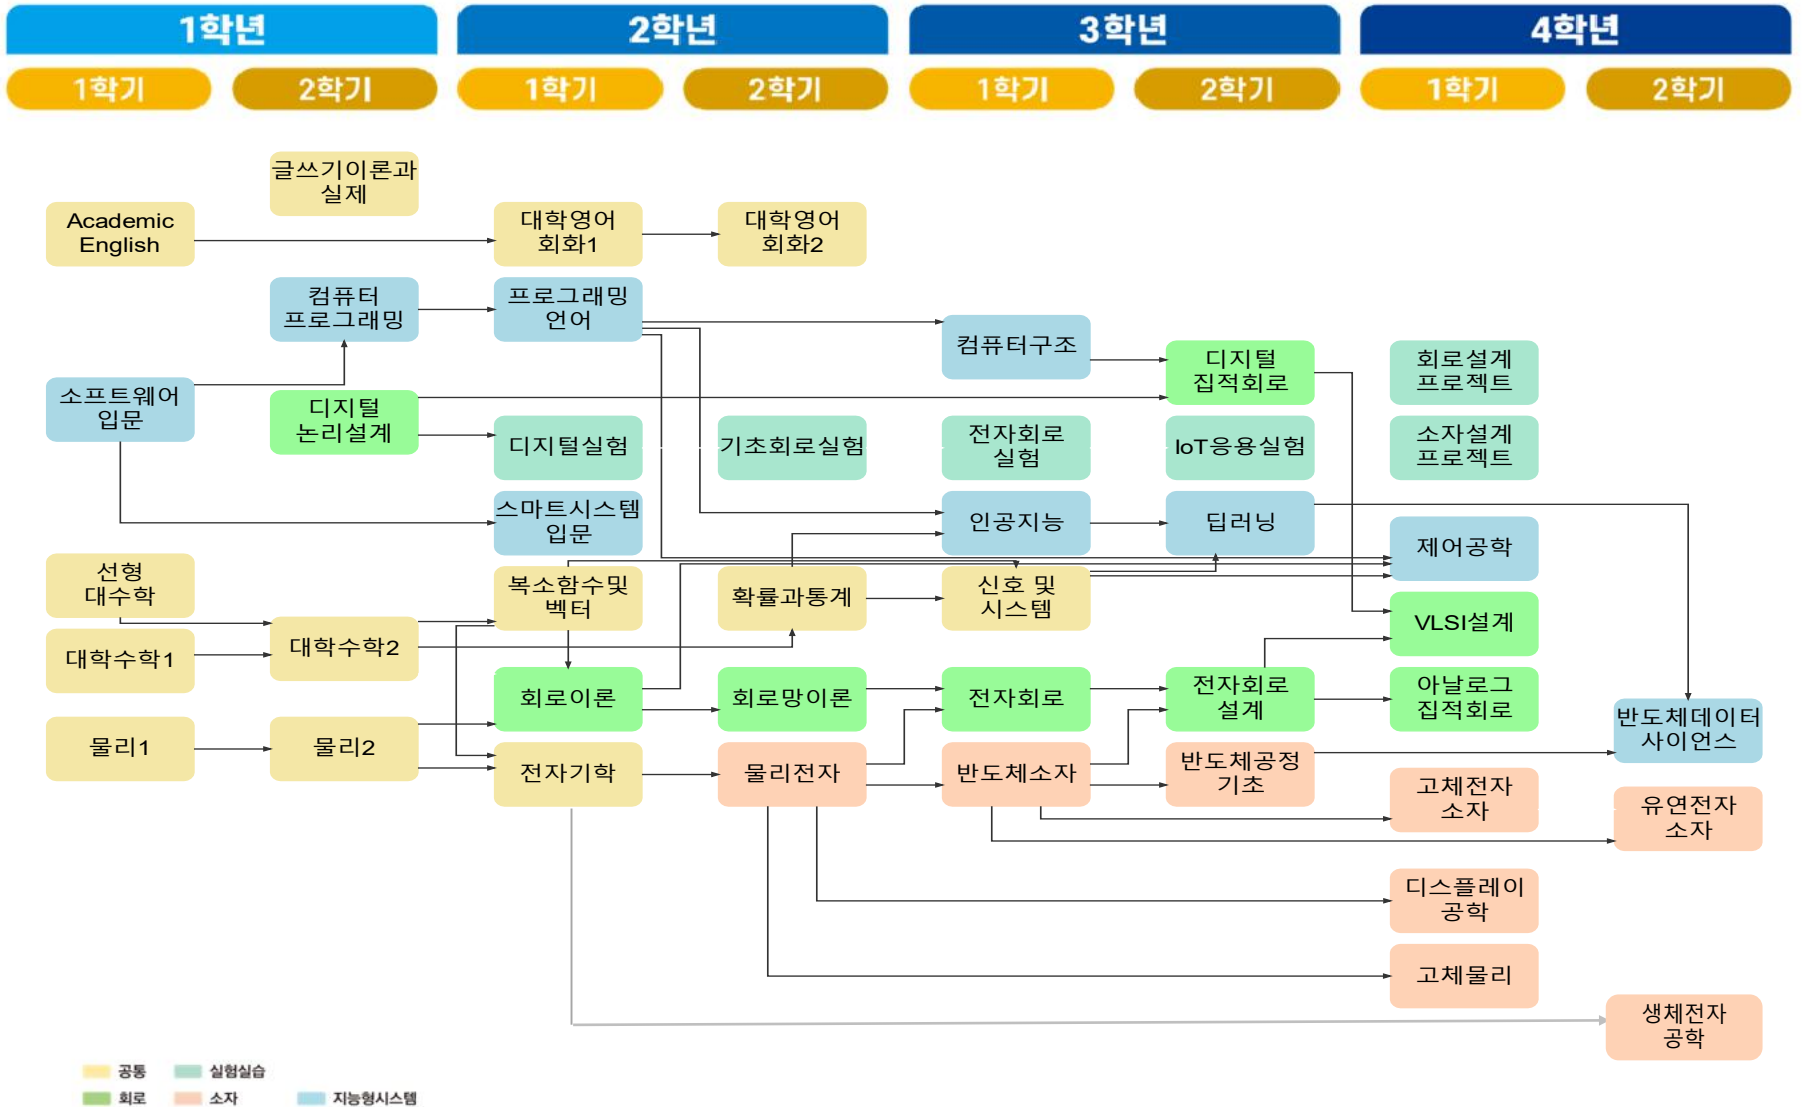 1학년
2학년
3학년
4학년
1학기
2학기
1학기
2학기
1학기
2학기
1학기
2학기
글쓰기이론과
실제
Academic
English
대학영어
회화1
대학영어
회화2
컴퓨터
프로그래밍
프로그래밍
언어
컴퓨터구조
디지털
집적회로
회로설계
프로젝트
소프트웨어
입문
디지털
논리설계
디지털실험
기초회로실험
전자회로
실험
IoT응용실험
소자설계
프로젝트
스마트시스템
입문
인공지능
딥러닝
제어공학
선형
대수학
복소함수및
벡터
확률과통계
신호 및
시스템
VLSI설계
대학수학1
대학수학2
회로이론
회로망이론
전자회로
전자회로
설계
아날로그
집적회로
반도체데이터
사이언스
물리1
물리2
전자기학
물리전자
반도체소자
반도체공정
기초
고체전자
소자
유연전자
소자
디스플레이
공학
고체물리
생체전자
공학
공통
실험실습
회로
소자
지능형시스템